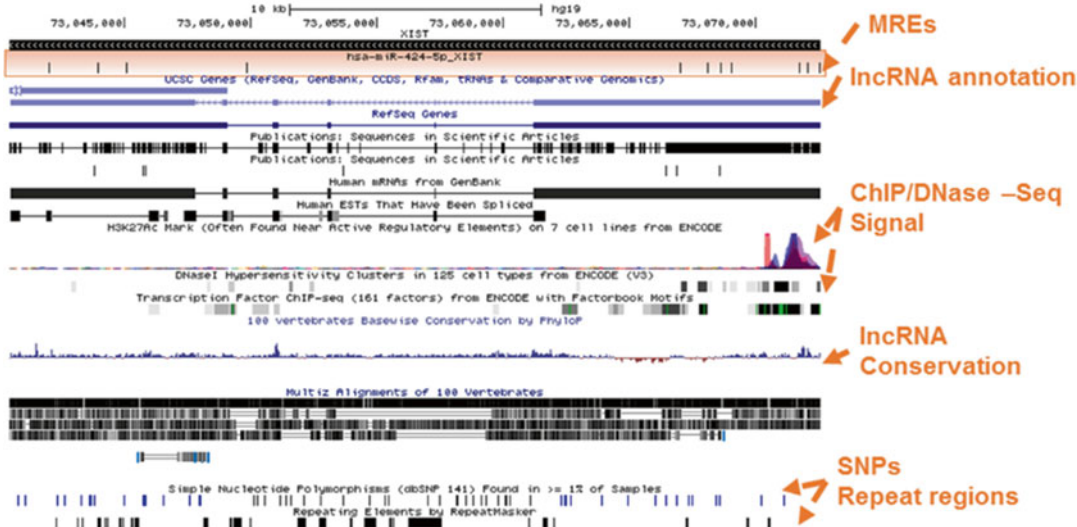 10 kb hg19
73,045,000 73,050,000 73,055,000 73,060,000 73,065,000 73,070,000
XIST
MREs
hsa-miR-424-5p_XIST
UCSC Genes (RefSeq, GenBank, CCDS, Rfam, tRNAs & Comparative Genomics)
lncRNA annotation
RefSeq Genes
Publications: Sequences in Scientific Articles
Publications: Sequences in Scientific Articles
Human mRNAs from GenBank
Human ESTs That Have Been Spliced
ChIP/DNase –Seq
Signal
H3K27Ac Mark (Often Found Near Active Regulatory Elements) on 7 cell lines from ENCODE
DNaseI Hypersensitivity Clusters in 125 cell types from ENCODE (V3)
Transcription Factor ChIP-seq (161 factors) from ENCODE with Factorbook Motifs
100 vertebrates Basewise Conservation by PhyloP
lncRNA
Conservation
Multiz Alignments of 100 Vertebrates
SNPs
Repeat regions
Simple Nucleotide Polymorphisms (dbSNP 141) Found in >= 1% of Samples
Repeating Elements by RepeatMasker